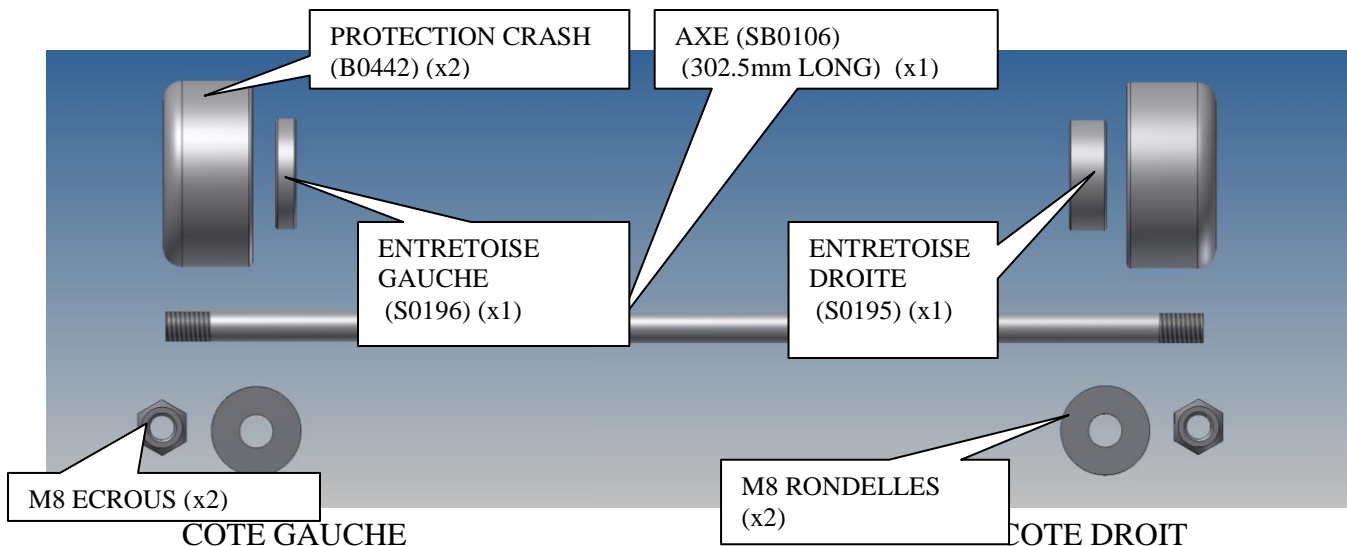 PROTECTION CRASH
(B0442) (x2)
AXE (SB0106)
(302.5mm LONG) (x1)
ENTRETOISE
GAUCHE
(S0196) (x1)
ENTRETOISE
DROITE
(S0195) (x1)
M8 ECROUS (x2)
M8 RONDELLES
(x2)
COTE GAUCHE
COTE DROIT